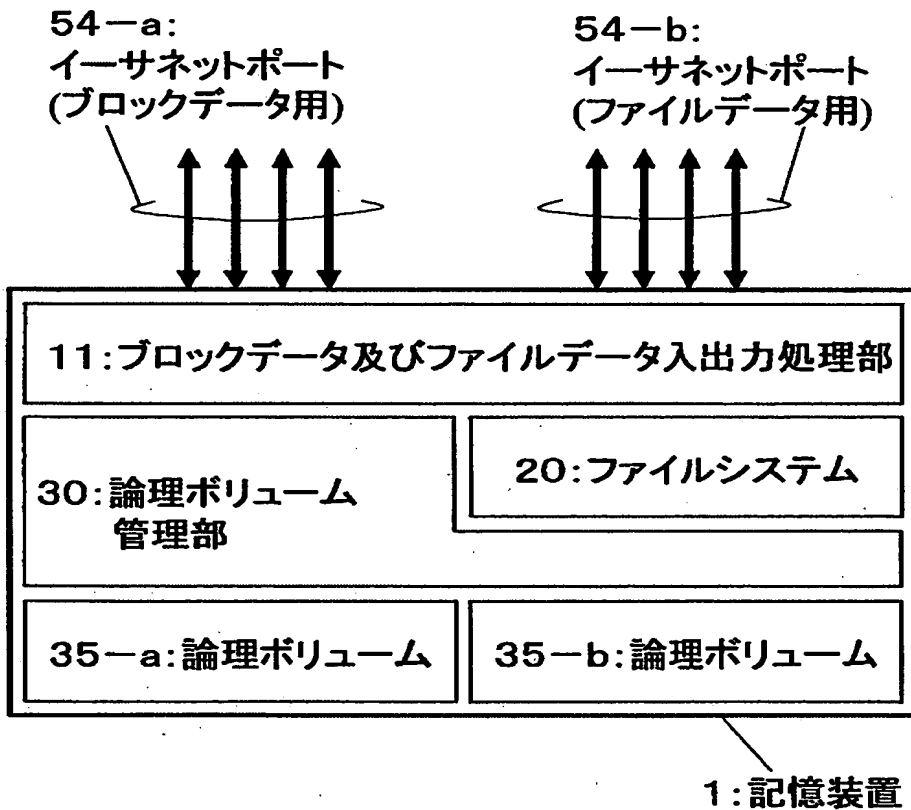 54-a:
イーサネットポート
(ブロックデータ用)
54-b:
イーサネットポート
(ファイルデータ用)
11:ブロックデータ及びファイルデータ入出力処理部
30:論理ボリューム
管理部
20:ファイルシステム
35-a:論理ボリューム
35-b:論理ボリューム
1:記憶装置